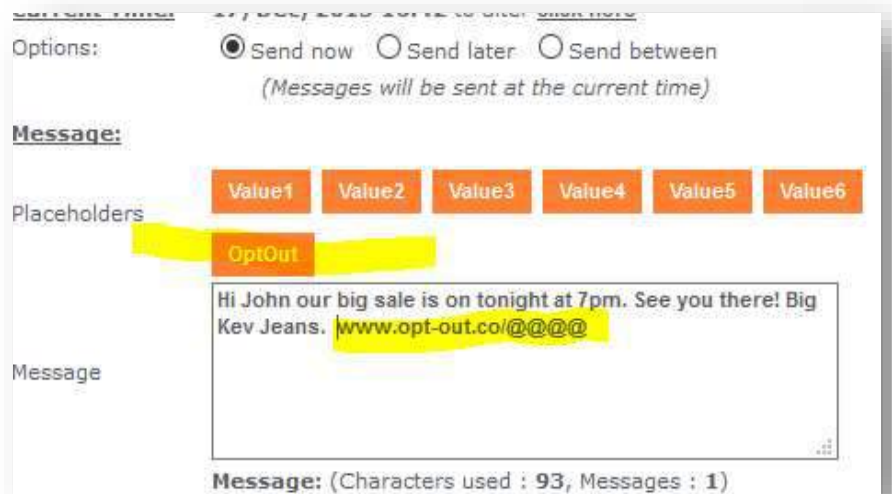 Options: Send now Send later Send between
(Messages will be sent at the current time)
Message:
Placeholders Value1 Value2 Value3 Value4 Value5 Value6
OptOut
Hi John our big sale is on tonight at 7pm. See you there! Big
Kev Jeans. www.opt-out.co/@@@@
Message
Message: (Characters used : 93, Messages : 1)